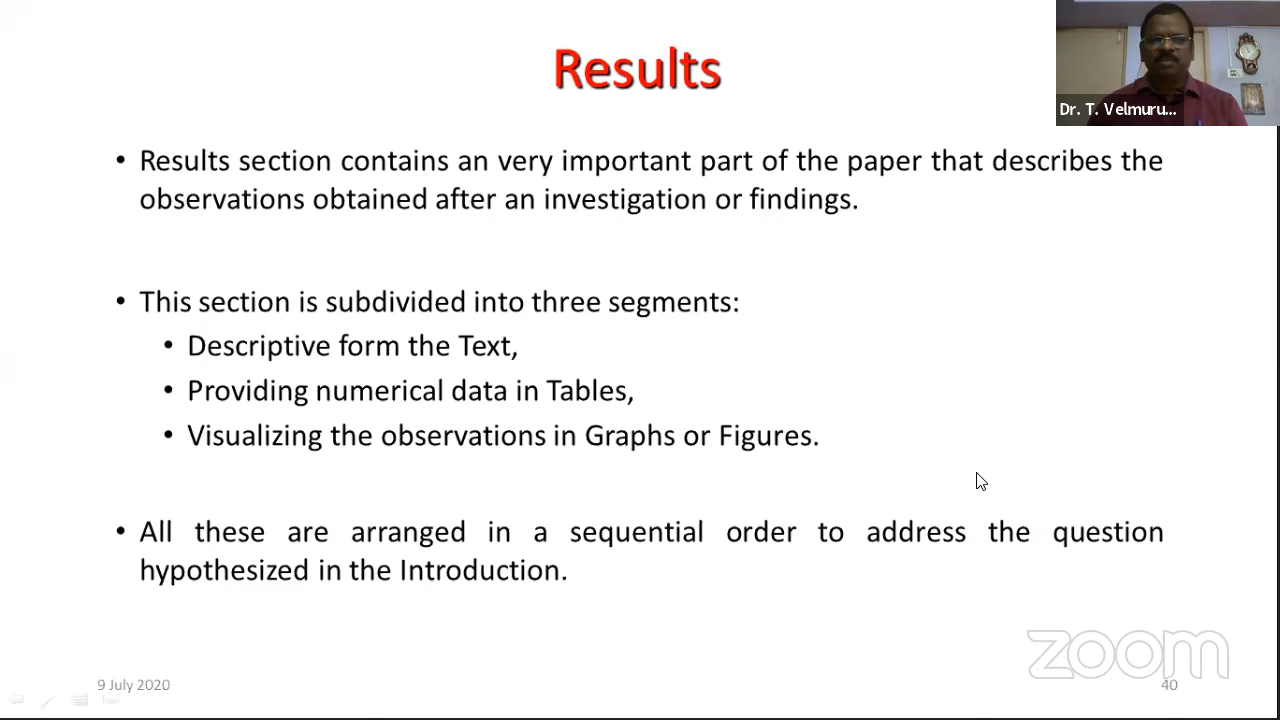 Results
Dr. T. Velmuru...
• Results section contains an very important part of the paper that describes the
observations obtained after an investigation or findings.
• This section is subdivided into three segments:
• Descriptive form the Text,
• Providing numerical data in Tables,
• Visualizing the observations in Graphs or Figures.
• All these are arranged in a sequential order to address the question
hypothesized in the Introduction.
zoom
9 July 2020
40